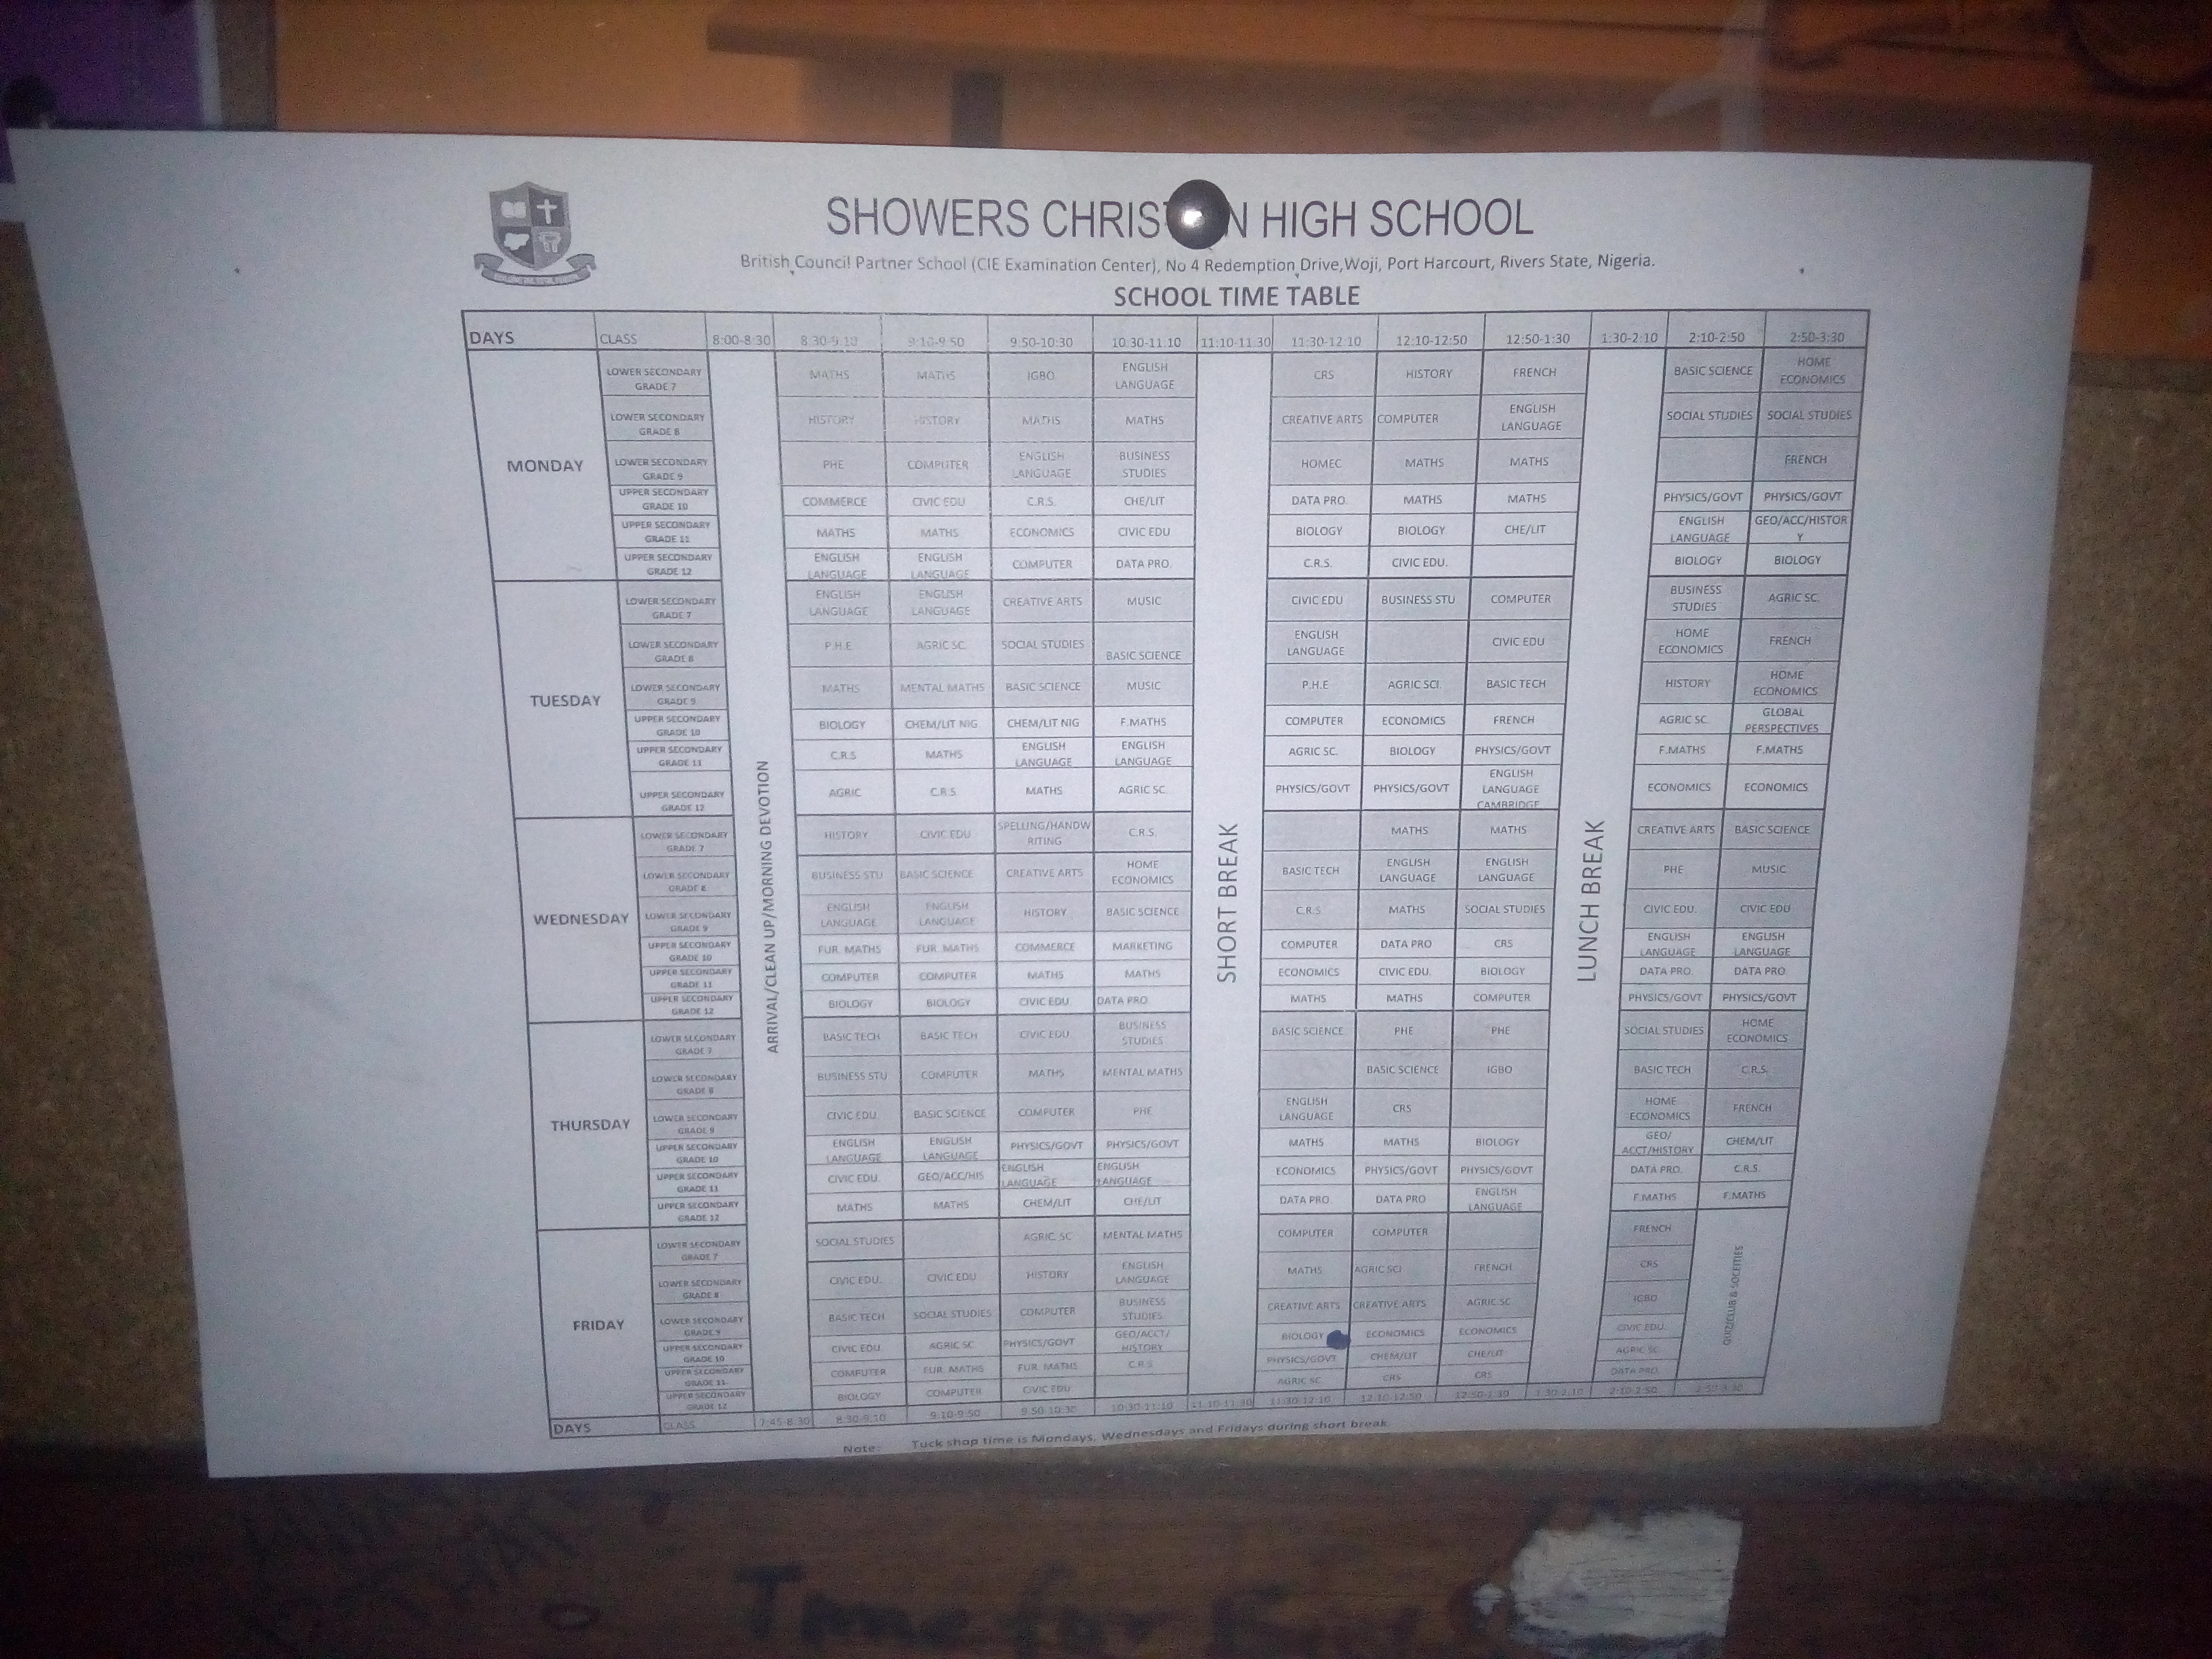 SHOWERS CHRIS N HIGH SCHOOL
British Council Partner School (CIE Examination Center), No 4 Redemption Drive,Woji, Port Harcourt, Rivers State, Nigeria.
SCHOOL TIME TABLE
DAYS CLASS 8:00-8:30 8:30-9:10 9:10-9:50 9:50-10:30 10:30-11:10 11:10-11:30 11:30-12:10 12:10-12:50 12:50-1:30 1:30-2:10 2:10-2:50 2:50-3:30
ARRIVAL/CLEAN UP/MORNING DEVOTION
SHORT BREAK
LUNCH BREAK
MONDAY
LOWER SECONDARY GRADE 7 MATHS MATHS IGBO ENGLISH LANGUAGE CRS HISTORY FRENCH BASIC SCIENCE HOME ECONOMICS
LOWER SECONDARY GRADE 8 HISTORY HISTORY MATHS MATHS CREATIVE ARTS COMPUTER ENGLISH LANGUAGE SOCIAL STUDIES SOCIAL STUDIES
LOWER SECONDARY GRADE 9 PHE COMPUTER ENGLISH LANGUAGE BUSINESS STUDIES HOMEC MATHS MATHS FRENCH
UPPER SECONDARY GRADE 10 COMMERCE CIVIC EDU C.R.S. CHE/LIT DATA PRO. MATHS MATHS PHYSICS/GOVT PHYSICS/GOVT
UPPER SECONDARY GRADE 11 MATHS MATHS ECONOMICS CIVIC EDU BIOLOGY BIOLOGY CHE/LIT ENGLISH LANGUAGE GEO/ACC/HISTORY
UPPER SECONDARY GRADE 12 ENGLISH LANGUAGE ENGLISH LANGUAGE COMPUTER DATA PRO. C.R.S. CIVIC EDU. BIOLOGY BIOLOGY
TUESDAY
LOWER SECONDARY GRADE 7 ENGLISH LANGUAGE ENGLISH LANGUAGE CREATIVE ARTS MUSIC CIVIC EDU BUSINESS STU COMPUTER BUSINESS STUDIES AGRIC SC.
LOWER SECONDARY GRADE 8 P.H.E AGRIC SC. SOCIAL STUDIES BASIC SCIENCE ENGLISH LANGUAGE CIVIC EDU HOME ECONOMICS FRENCH
LOWER SECONDARY GRADE 9 MATHS MENTAL MATHS BASIC SCIENCE MUSIC P.H.E AGRIC SCI. BASIC TECH HISTORY HOME ECONOMICS
UPPER SECONDARY GRADE 10 BIOLOGY CHEM/LIT NIG CHEM/LIT NIG F.MATHS COMPUTER ECONOMICS FRENCH AGRIC SC. GLOBAL PERSPECTIVES
UPPER SECONDARY GRADE 11 C.R.S MATHS ENGLISH LANGUAGE ENGLISH LANGUAGE AGRIC SC. BIOLOGY PHYSICS/GOVT F.MATHS F.MATHS
UPPER SECONDARY GRADE 12 AGRIC C.R.S MATHS AGRIC SC. PHYSICS/GOVT PHYSICS/GOVT ENGLISH LANGUAGE CAMBRIDGE ECONOMICS ECONOMICS
WEDNESDAY
LOWER SECONDARY GRADE 7 HISTORY CIVIC EDU SPELLING/HANDWRITING C.R.S. MATHS MATHS CREATIVE ARTS BASIC SCIENCE
LOWER SECONDARY GRADE 8 BUSINESS STU BASIC SCIENCE CREATIVE ARTS HOME ECONOMICS BASIC TECH ENGLISH LANGUAGE ENGLISH LANGUAGE PHE MUSIC
LOWER SECONDARY GRADE 9 ENGLISH LANGUAGE ENGLISH LANGUAGE HISTORY BASIC SCIENCE C.R.S MATHS SOCIAL STUDIES CIVIC EDU. CIVIC EDU
UPPER SECONDARY GRADE 10 FUR. MATHS FUR. MATHS COMMERCE MARKETING COMPUTER DATA PRO CRS ENGLISH LANGUAGE ENGLISH LANGUAGE
UPPER SECONDARY GRADE 11 COMPUTER COMPUTER MATHS MATHS ECONOMICS CIVIC EDU. BIOLOGY DATA PRO. DATA PRO
UPPER SECONDARY GRADE 12 BIOLOGY BIOLOGY CIVIC EDU. DATA PRO MATHS MATHS COMPUTER PHYSICS/GOVT PHYSICS/GOVT
THURSDAY
LOWER SECONDARY GRADE 7 BASIC TECH BASIC TECH CIVIC EDU BUSINESS STUDIES BASIC SCIENCE PHE PHE SOCIAL STUDIES HOME ECONOMICS
LOWER SECONDARY GRADE 8 BUSINESS STU COMPUTER MATHS MENTAL MATHS BASIC SCIENCE IGBO BASIC TECH C.R.S.
LOWER SECONDARY GRADE 9 CIVIC EDU. BASIC SCIENCE COMPUTER PHE ENGLISH LANGUAGE CRS HOME ECONOMICS FRENCH
UPPER SECONDARY GRADE 10 ENGLISH LANGUAGE ENGLISH LANGUAGE PHYSICS/GOVT PHYSICS/GOVT MATHS MATHS BIOLOGY GEO/ ACCT/HISTORY CHEM/LIT
UPPER SECONDARY GRADE 11 CIVIC EDU. GEO/ACC/HIS ENGLISH LANGUAGE ENGLISH LANGUAGE ECONOMICS PHYSICS/GOVT PHYSICS/GOVT DATA PRO. C.R.S.
UPPER SECONDARY GRADE 12 MATHS MATHS CHEM/LIT CHE/LIT DATA PRO DATA PRO ENGLISH LANGUAGE F.MATHS F.MATHS
FRIDAY
LOWER SECONDARY GRADE 7 SOCIAL STUDIES AGRIC. SC MENTAL MATHS COMPUTER COMPUTER FRENCH
QUIZ/CLUB & SOCEITIES
LOWER SECONDARY GRADE 8 CIVIC EDU. CIVIC EDU HISTORY ENGLISH LANGUAGE MATHS AGRIC SCI FRENCH CRS
LOWER SECONDARY GRADE 9 BASIC TECH SOCIAL STUDIES COMPUTER BUSINESS STUDIES CREATIVE ARTS CREATIVE ARTS AGRIC.SC IGBO
UPPER SECONDARY GRADE 10 CIVIC EDU AGRIC SC PHYSICS/GOVT GEO/ACCT/ HISTORY BIOLOGY ECONOMICS ECONOMICS CIVIC EDU.
UPPER SECONDARY GRADE 11 COMPUTER FUR. MATHS FUR. MATHS C.R.S PHYSICS/GOVT CHEM/LIT CHE/LIT AGRIC SC.
UPPER SECONDARY GRADE 12 BIOLOGY COMPUTER CIVIC EDU AGRIC SC. CRS CRS DATA PRO.
DAYS CLASS 7:45-8:30 8:30-9:10 9:10-9:50 9:50-10:30 10:30-11:10 11:10-11:30 11:30-12:10 12:10-12:50 12:50-1:30 1:30-2:10 2:10-2:50 2:50-3:30
Note: Tuck shop time is Mondays, Wednesdays and Fridays during short break
Time for